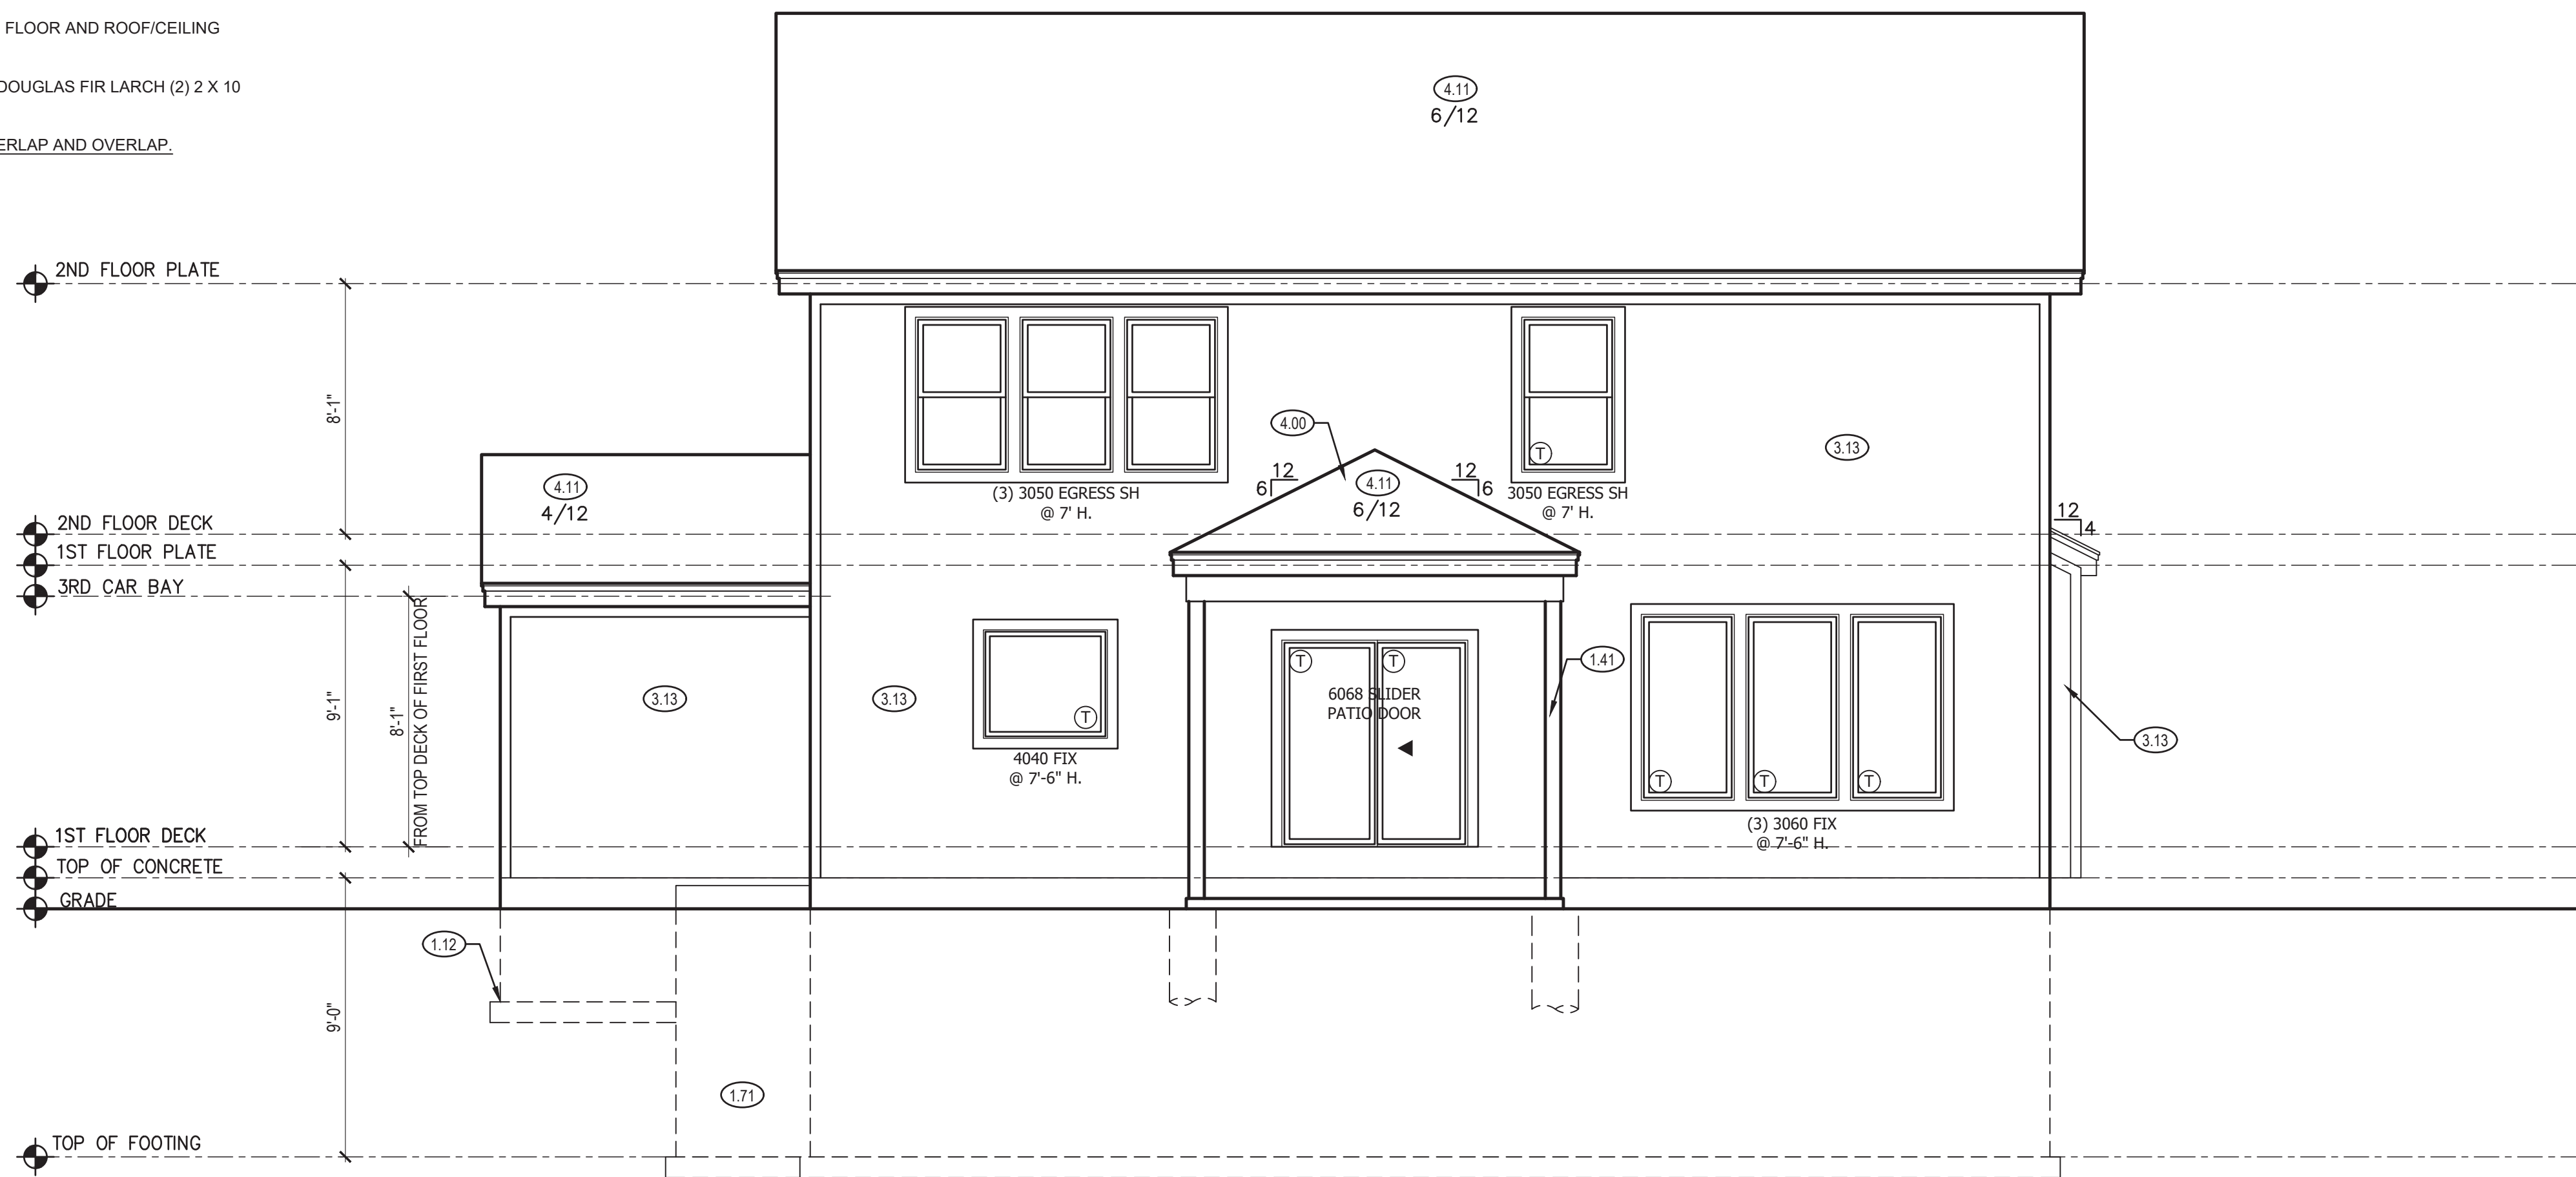 FLOOR AND ROOF/CEILING
DOUGLAS FIR LARCH (2) 2 X 10
ERLAP AND OVERLAP.
4.11
6/12
2ND FLOOR PLATE
8'-1"
4.00
3.13
4.11
4/12
12
6
4.11
6/12
12
6
(3) 3050 EGRESS SH
@ 7' H.
T
3050 EGRESS SH
@ 7' H.
2ND FLOOR DECK
12
4
1ST FLOOR PLATE
3RD CAR BAY
9'-1"
8'-1"
FROM TOP DECK OF FIRST FLOOR
3.13
3.13
T
4040 FIX
@ 7'-6" H.
T
T
6068 SLIDER
PATIO DOOR
1.41
T
T
T
(3) 3060 FIX
@ 7'-6" H.
3.13
1ST FLOOR DECK
TOP OF CONCRETE
GRADE
1.12
9'-0"
1.71
TOP OF FOOTING